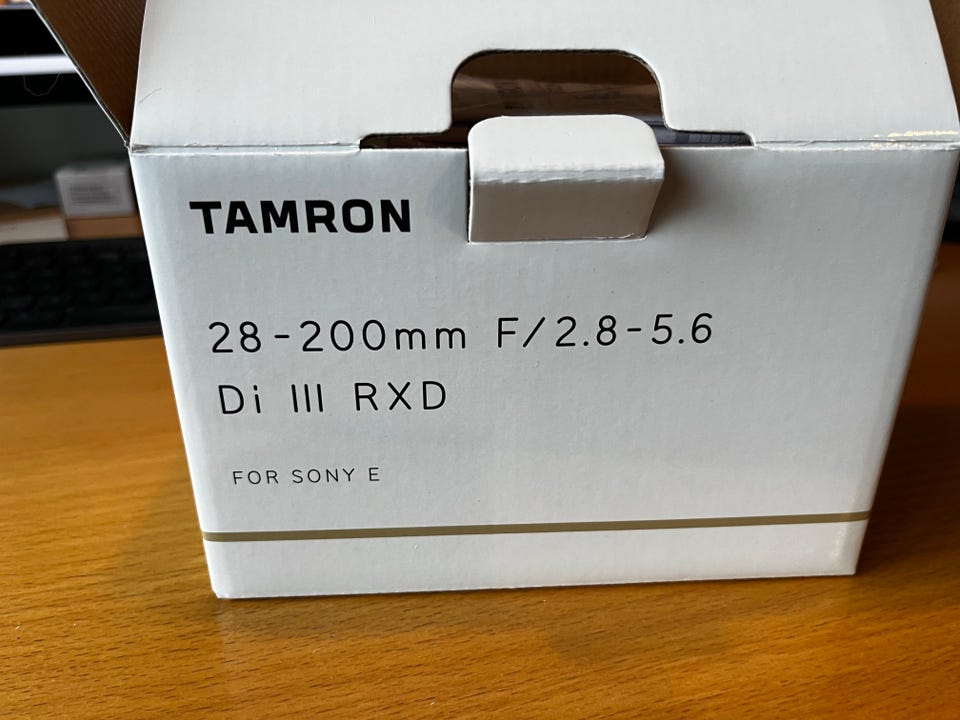 TAMRON
28-200mm F/2.8-5.6
Di III RXD
FOR SONY E